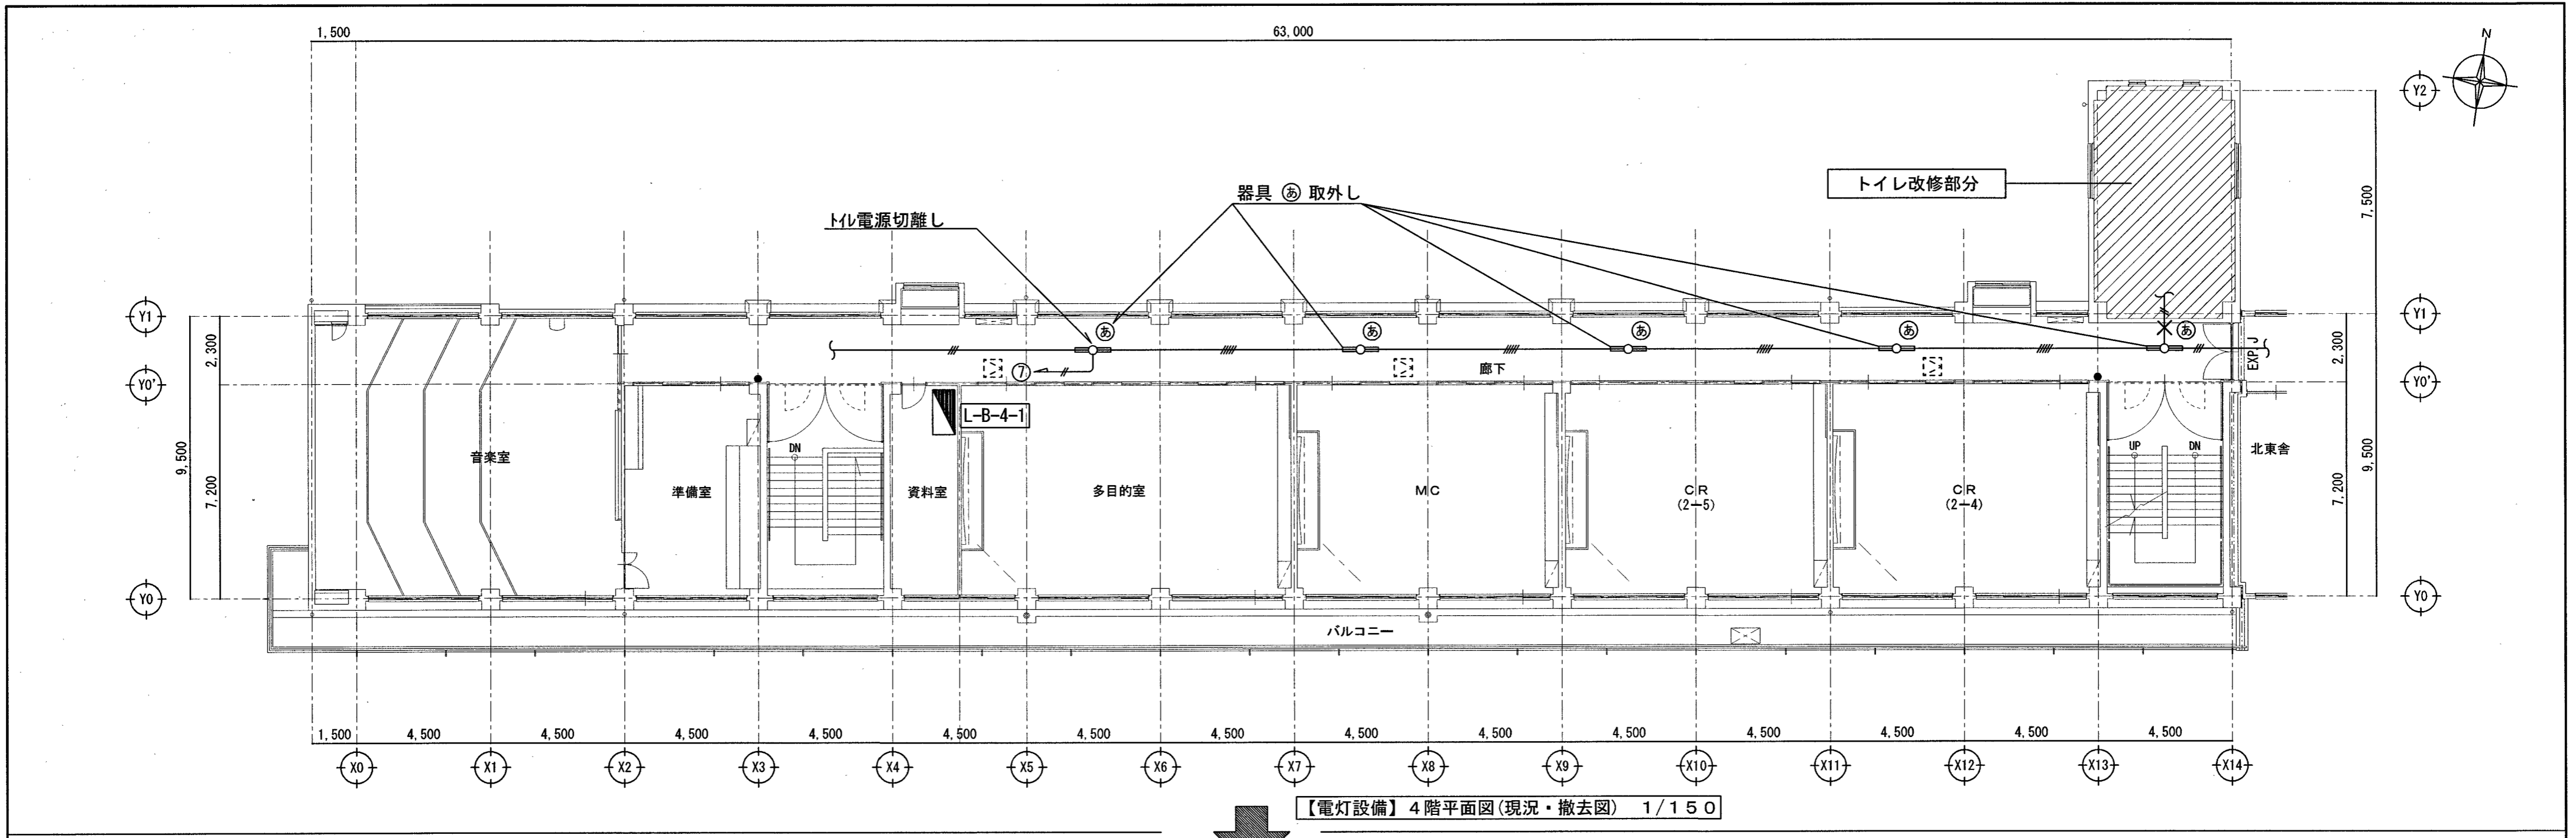 1,500
63,000
N
Y2
トイレ改修部分
器具 あ 取外し
トイレ電源切離し
7,500
Y1
あ
あ
あ
あ
あ
Y1
2,300
7
廊下
EXP.J
2,300
Y0'
Y0'
L-B-4-1
9,500
音楽室
DN
UP
DN
北東舎
9,500
7,200
準備室
資料室
多目的室
MC
CR
(2-5)
CR
(2-4)
7,200
Y0
Y0
バルコニー
1,500
4,500
4,500
4,500
4,500
4,500
4,500
4,500
4,500
4,500
4,500
4,500
4,500
4,500
4,500
X0
X1
X2
X3
X4
X5
X6
X7
X8
X9
X10
X11
X12
X13
X14
【電灯設備】4階平面図(現況・撤去図) 1/150